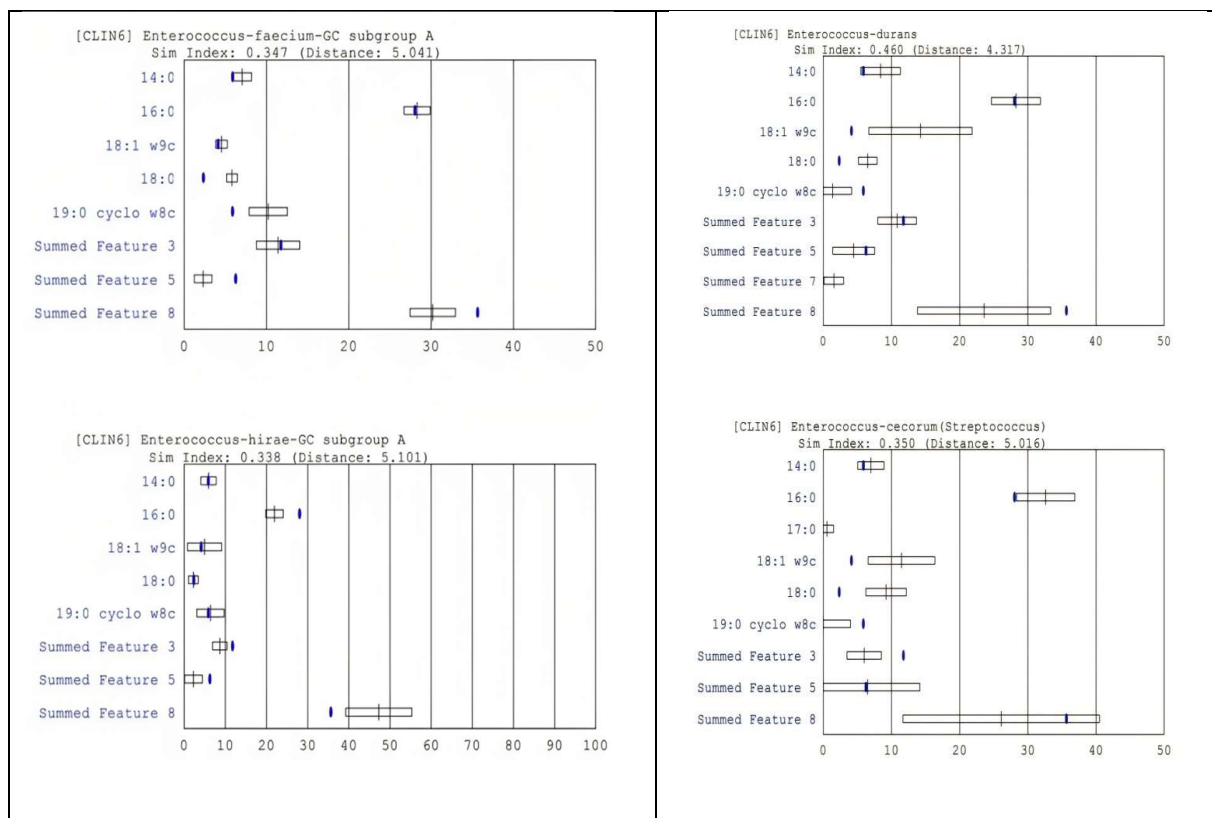 [CLIN6] Enterococcus-faecium-GC subgroup A
Sim Index: 0.347 (Distance: 5.041)
14:0
16:0
18:1 w9c
18:0
19:0 cyclo w8c
Summed Feature 3
Summed Feature 5
Summed Feature 8
0 10 20 30 40 50
[CLIN6] Enterococcus-durans
Sim Index: 0.460 (Distance: 4.317)
14:0
16:0
18:1 w9c
18:0
19:0 cyclo w8c
Summed Feature 3
Summed Feature 5
Summed Feature 7
Summed Feature 8
0 10 20 30 40 50
[CLIN6] Enterococcus-hirae-GC subgroup A
Sim Index: 0.338 (Distance: 5.101)
14:0
16:0
18:1 w9c
18:0
19:0 cyclo w8c
Summed Feature 3
Summed Feature 5
Summed Feature 8
0 10 20 30 40 50 60 70 80 90 100
[CLIN6] Enterococcus-cecorum(Streptococcus)
Sim Index: 0.350 (Distance: 5.016)
14:0
16:0
17:0
18:1 w9c
18:0
19:0 cyclo w8c
Summed Feature 3
Summed Feature 5
Summed Feature 8
0 10 20 30 40 50